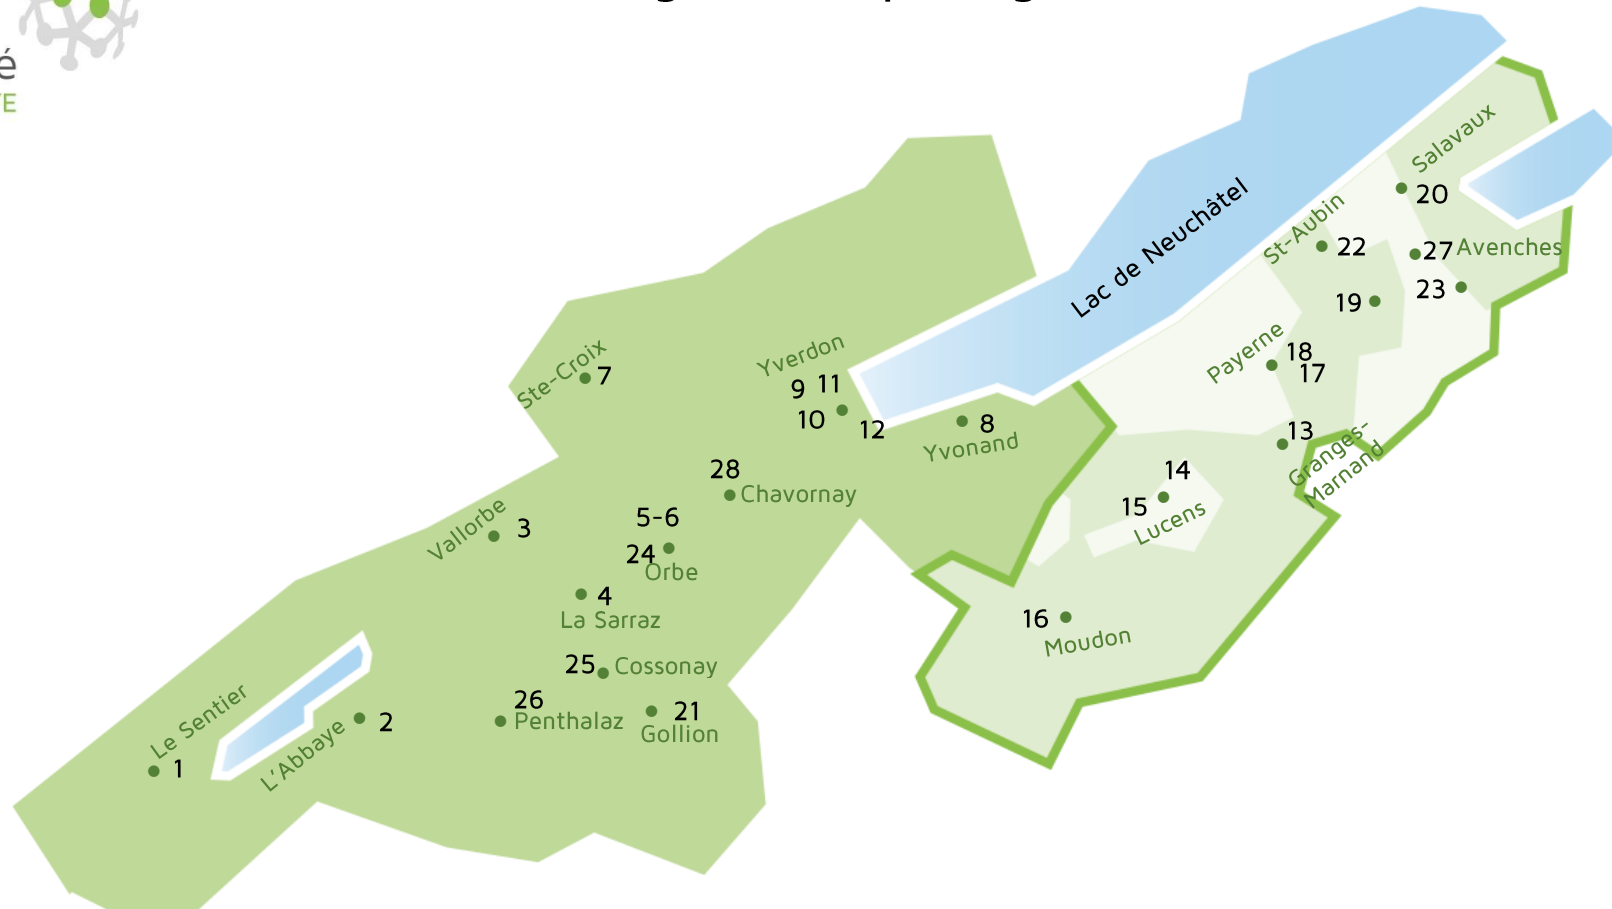 é
TE
Lac de Neuchâtel
Salavaux
20
St-Aubin
22
27 Avenches
23
19
Payerne
18
17
13
Granges-
Marnand
14
15
Lucens
16
Moudon
Ste-Croix
7
Yverdon
9 11
10
12
8
Yvonand
28
Chavornay
5-6
24
Orbe
Vallorbe
3
4
La Sarraz
25 Cossonay
26
Penthalaz
21
Gollion
Le Sentier
1
L'Abbaye
2